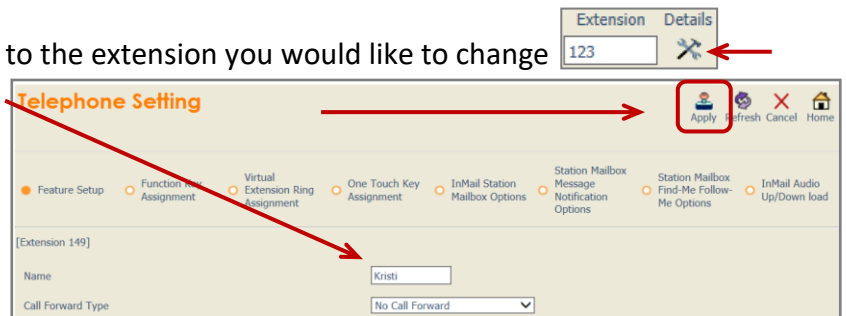 Extension Details
to the extension you would like to change 123
Telephone Setting
Apply Refresh Cancel Home
Feature Setup
Function Key Assignment
Virtual Extension Ring Assignment
One Touch Key Assignment
InMail Station Mailbox Options
Station Mailbox Message Notification Options
Station Mailbox Find-Me Follow-Me Options
InMail Audio Up/Down load
[Extension 149]
Name Kristi
Call Forward Type No Call Forward